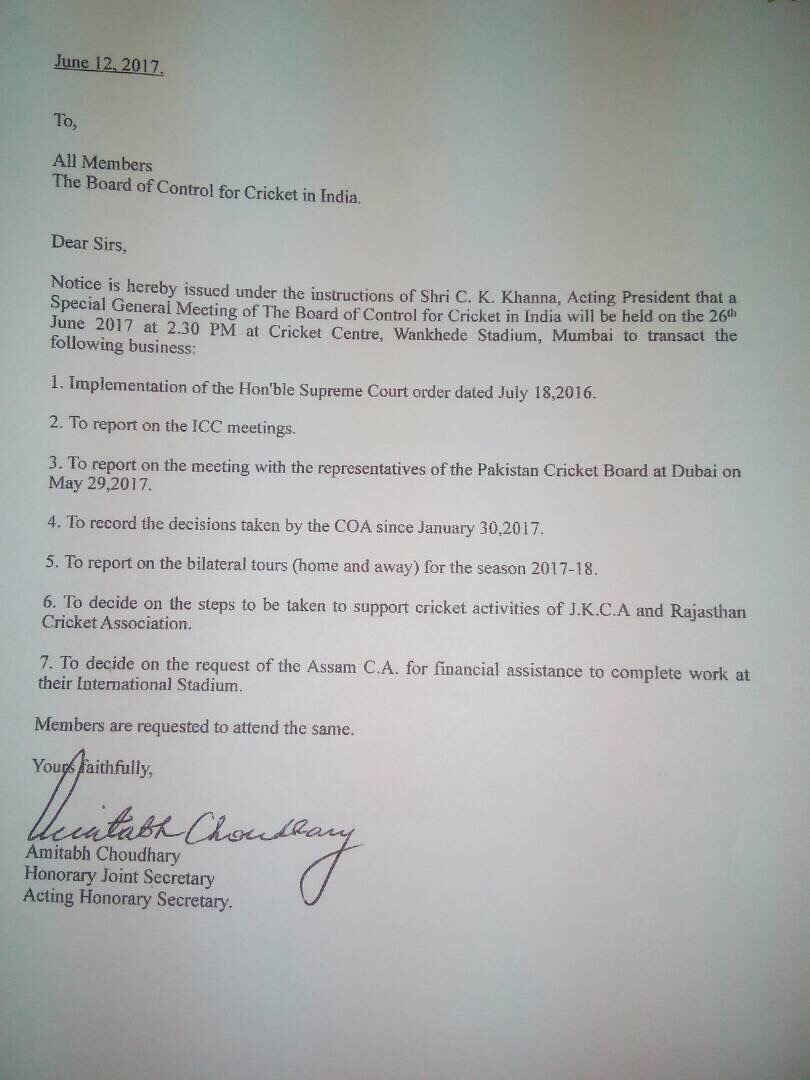 June 12, 2017.
To,
All Members
The Board of Control for Cricket in India.
Dear Sirs,
Notice is hereby issued under the instructions of Shri C. K. Khanna, Acting President that a
Special General Meeting of The Board of Control for Cricket in India will be held on the 26th
June 2017 at 2.30 PM at Cricket Centre, Wankhede Stadium, Mumbai to transact the
following business:
1. Implementation of the Hon'ble Supreme Court order dated July 18,2016.
2. To report on the ICC meetings.
3. To report on the meeting with the representatives of the Pakistan Cricket Board at Dubai on
May 29,2017.
4. To record the decisions taken by the COA since January 30,2017.
5. To report on the bilateral tours (home and away) for the season 2017-18.
6. To decide on the steps to be taken to support cricket activities of J.K.C.A and Rajasthan
Cricket Association.
7. To decide on the request of the Assam C.A. for financial assistance to complete work at
their International Stadium.
Members are requested to attend the same.
Yours faithfully,
Amitabh Choudhary
Amitabh Choudhary
Honorary Joint Secretary
Acting Honorary Secretary.